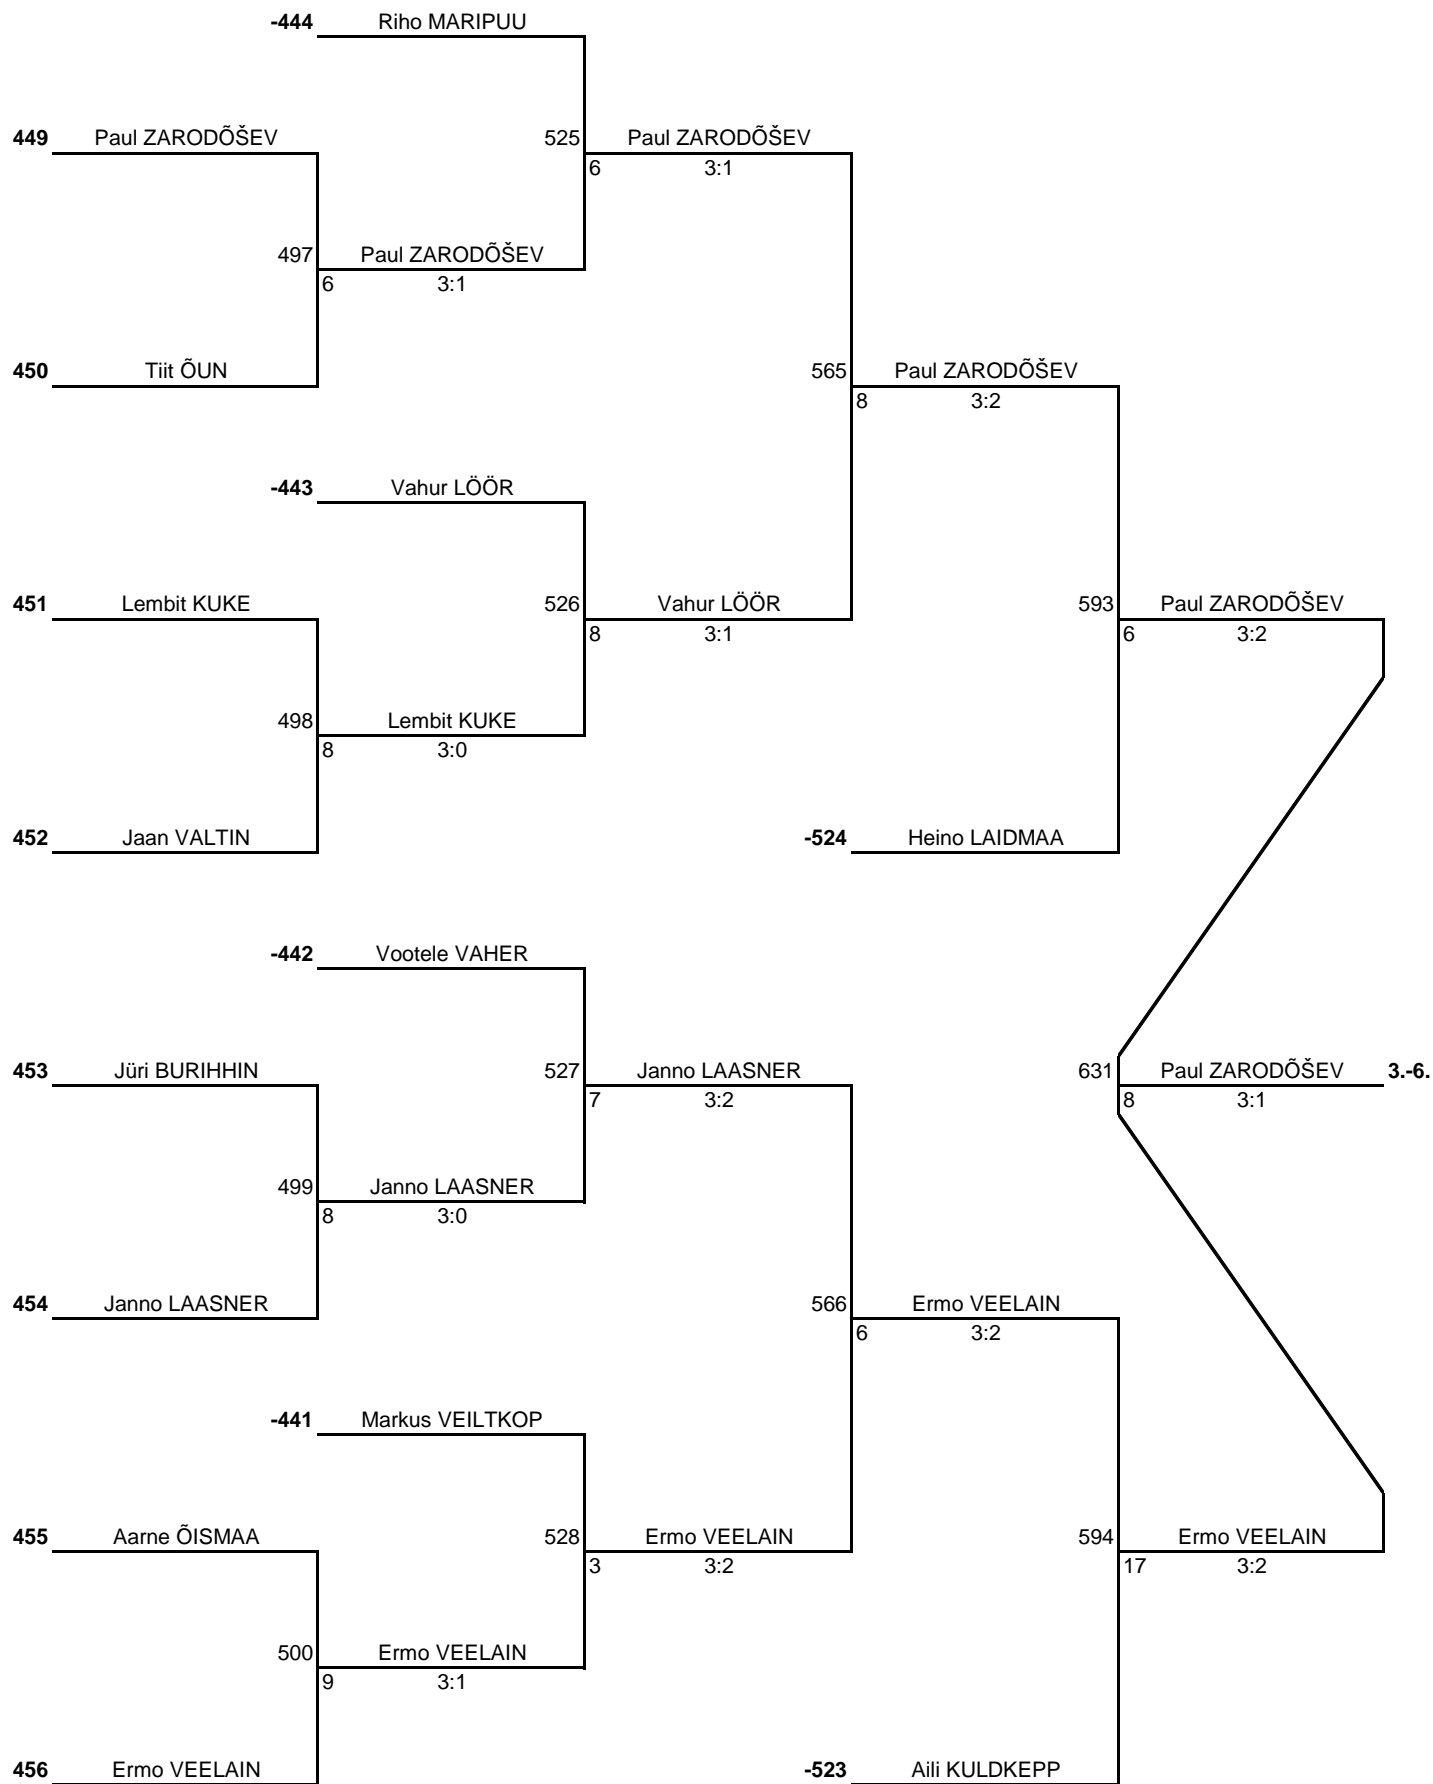 -444 Riho MARIPUU
449 Paul ZARODÕŠEV 525 Paul ZARODÕŠEV
6 3:1
497 Paul ZARODÕŠEV
6 3:1
450 Tiit ÕUN 565 Paul ZARODÕŠEV
8 3:2
-443 Vahur LÖÖR
451 Lembit KUKE 526 Vahur LÖÖR 593 Paul ZARODÕŠEV
8 3:1 6 3:2
498 Lembit KUKE
8 3:0
452 Jaan VALTIN -524 Heino LAIDMAA
-442 Vootele VAHER
453 Jüri BURIHHIN 527 Janno LAASNER 631 Paul ZARODÕŠEV 3.-6.
7 3:2 8 3:1
499 Janno LAASNER
8 3:0
454 Janno LAASNER 566 Ermo VEELAIN
6 3:2
-441 Markus VEILTKOP
455 Aarne ÕISMAA 528 Ermo VEELAIN 594 Ermo VEELAIN
3 3:2 17 3:2
500 Ermo VEELAIN
9 3:1
456 Ermo VEELAIN -523 Aili KULDKEPP